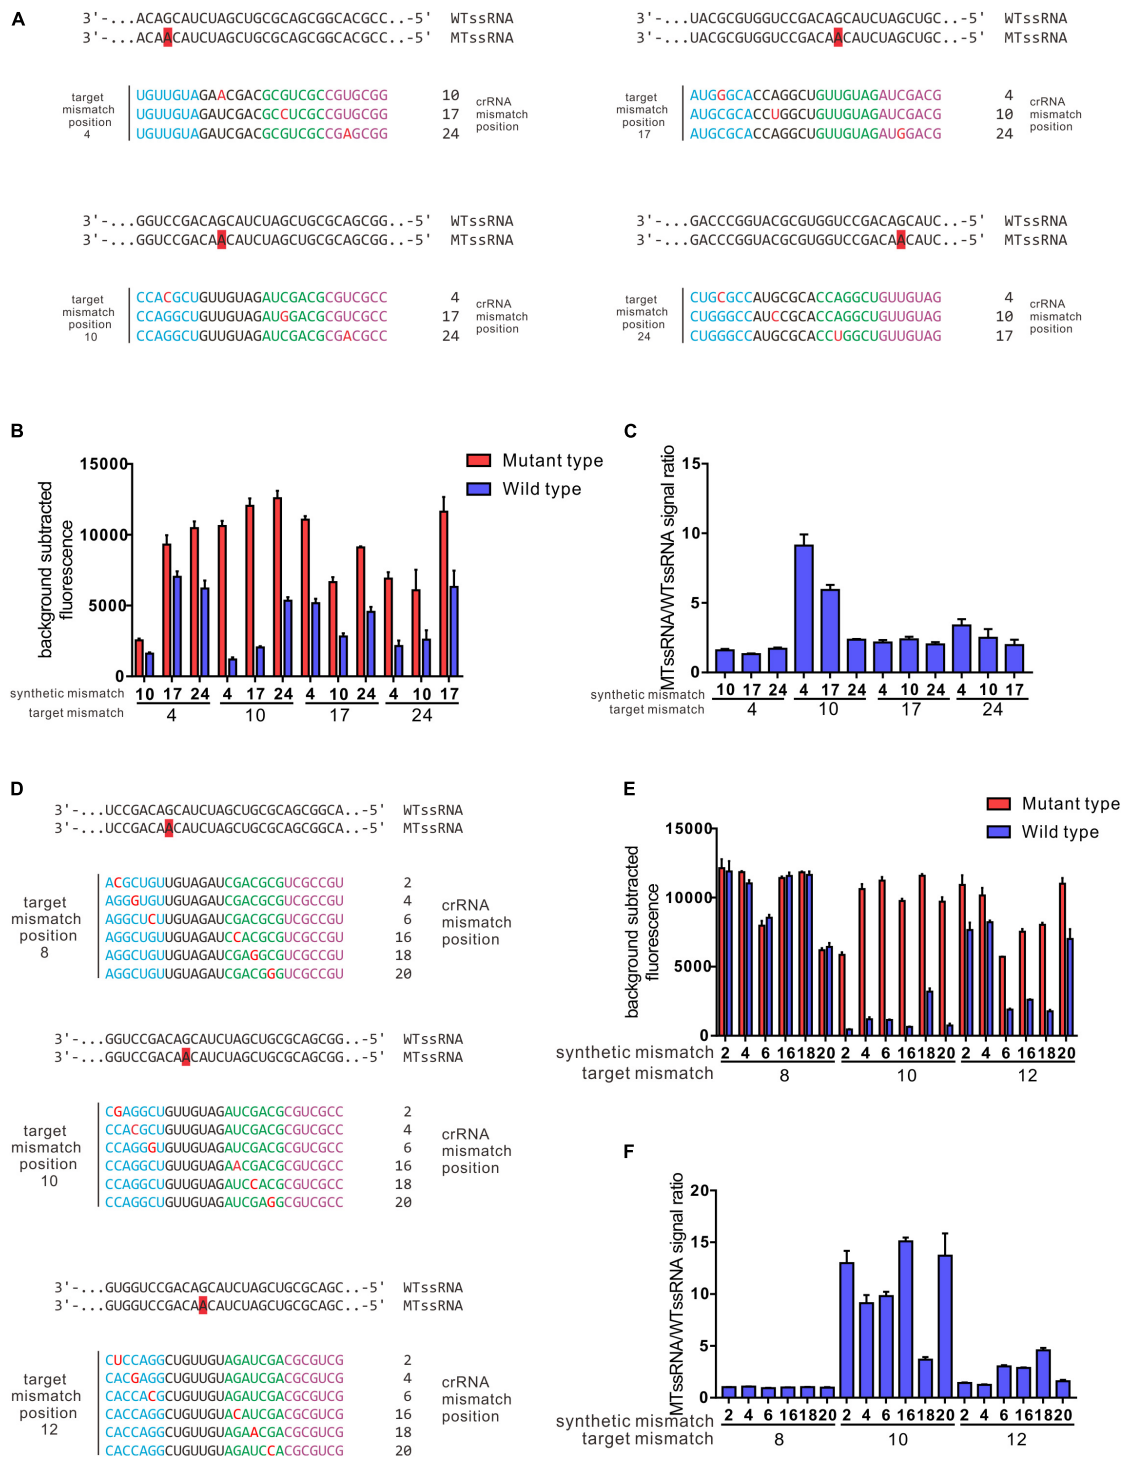 A
3'-...ACAGCAUCUAGCUGCGCAGCGGCACGCC..-5' WTssRNA
3'-...ACAACAUCUAGCUGCGCAGCGGCACGCC..-5' MTssRNA
target mismatch position 4
UGUUGUAGAACGACGCGUCGCCGUGCGG 10
UGUUGUAGAUCGACGCCUCGCCGUGCGG 17
UGUUGUAGAUCGACGCGUCGCCGAGCGG 24
crRNA mismatch position
3'-...UACGCGUGGUCCGACAGCAUCUAGCUGC..-5' WTssRNA
3'-...UACGCGUGGUCCGACAACAUCUAGCUGC..-5' MTssRNA
target mismatch position 17
AUGGGCACCAGGCUGUUGUAGAUCGACG 4
AUGCGCACCUGGCUGUUGUAGAUCGACG 10
AUGCGCACCAGGCUGUUGUAGAUGGACG 24
crRNA mismatch position
3'-...GGUCCGACAGCAUCUAGCUGCGCAGCGG..-5' WTssRNA
3'-...GGUCCGACAACAUCUAGCUGCGCAGCGG..-5' MTssRNA
target mismatch position 10
CCACGCUGUUGUAGAUCGACGCGUCGCC 4
CCAGGCUGUUGUAGAUGGACGCGUCGCC 17
CCAGGCUGUUGUAGAUCGACGCGACGCC 24
crRNA mismatch position
3'-...GACCCGGUACGCGUGGUCCGACAGCAUC..-5' WTssRNA
3'-...GACCCGGUACGCGUGGUCCGACAACAUC..-5' MTssRNA
target mismatch position 24
CUGCGCCAUGCGCACCAGGCUGUUGUAG 4
CUGGGCCAUCCGCACCAGGCUGUUGUAG 10
CUGGGCCAUGCGCACCUGGCUGUUGUAG 17
crRNA mismatch position
B
15000
10000
5000
0
background subtracted fluorescence
Mutant type
Wild type
synthetic mismatch 10 17 24 4 17 24 4 10 24 4 10 17
target mismatch 4 10 17 24
C
15
10
5
0
MTssRNA/WTssRNA signal ratio
synthetic mismatch 10 17 24 4 17 24 4 10 24 4 10 17
target mismatch 4 10 17 24
D
3'-...UCCGACAGCAUCUAGCUGCGCAGCGGCA..-5' WTssRNA
3'-...UCCGACAACAUCUAGCUGCGCAGCGGCA..-5' MTssRNA
target mismatch position 8
ACGCUGUUGUAGAUCGACGCGUCGCCGU 2
AGGGUGUUGUAGAUCGACGCGUCGCCGU 4
AGGCUCUUGUAGAUCGACGCGUCGCCGU 6
AGGCUGUUGUAGAUCCACGCGUCGCCGU 16
AGGCUGUUGUAGAUCGAGGCGUCGCCGU 18
AGGCUGUUGUAGAUCGACGGGUCGCCGU 20
crRNA mismatch position
3'-...GGUCCGACAGCAUCUAGCUGCGCAGCGG..-5' WTssRNA
3'-...GGUCCGACAACAUCUAGCUGCGCAGCGG..-5' MTssRNA
target mismatch position 10
CGAGGCUGUUGUAGAUCGACGCGUCGCC 2
CCACGCUGUUGUAGAUCGACGCGUCGCC 4
CCAGGGUGUUGUAGAUCGACGCGUCGCC 6
CCAGGCUGUUGUAGAACGACGCGUCGCC 16
CCAGGCUGUUGUAGAUCCACGCGUCGCC 18
CCAGGCUGUUGUAGAUCGAGGCGUCGCC 20
crRNA mismatch position
3'-...GUGGUCCGACAGCAUCUAGCUGCGCAGC..-5' WTssRNA
3'-...GUGGUCCGACAACAUCUAGCUGCGCAGC..-5' MTssRNA
target mismatch position 12
CUCCAGGCUGUUGUAGAUCGACGCGUCG 2
CACGAGGCUGUUGUAGAUCGACGCGUCG 4
CACCACGCUGUUGUAGAUCGACGCGUCG 6
CACCAGGCUGUUGUACAUCGACGCGUCG 16
CACCAGGCUGUUGUAGAACGACGCGUCG 18
CACCAGGCUGUUGUAGAUCCACGCGUCG 20
crRNA mismatch position
E
15000
10000
5000
0
background subtracted fluorescence
Mutant type
Wild type
synthetic mismatch 2 4 6 16 18 20 2 4 6 16 18 20 2 4 6 16 18 20
target mismatch 8 10 12
F
20
15
10
5
0
MTssRNA/WTssRNA signal ratio
synthetic mismatch 2 4 6 16 18 20 2 4 6 16 18 20 2 4 6 16 18 20
target mismatch 8 10 12